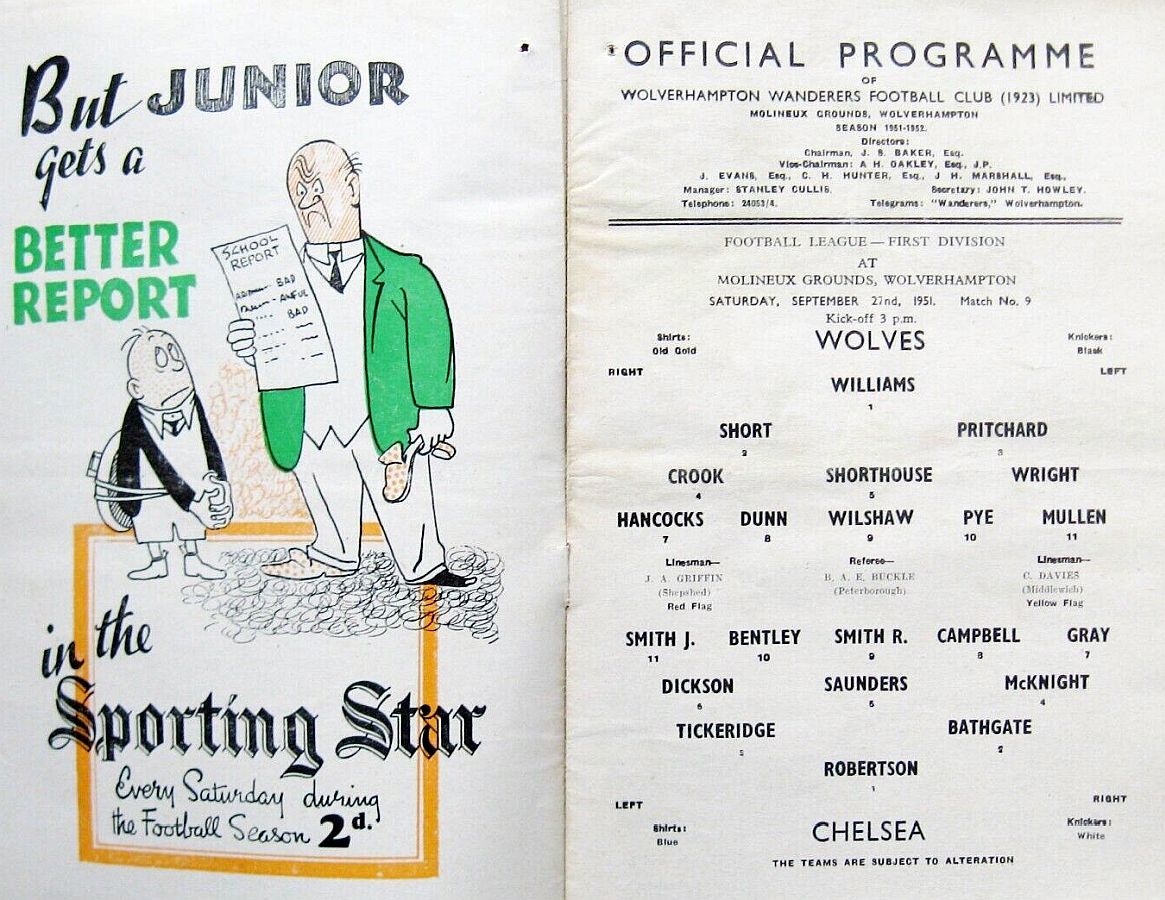 But JUNIOR
gets a
BETTER
REPORT
SCHOOL
REPORT
BAD
AWFUL
BAD
in the
Sporting Star
Every Saturday during
the Football Season 2d.
OFFICIAL PROGRAMME
OF
WOLVERHAMPTON WANDERERS FOOTBALL CLUB (1923) LIMITED
MOLINEUX GROUNDS, WOLVERHAMPTON
SEASON 1951-1952.
Directors:
Chairman, J. S. BAKER, Esq.
Vice-Chairman: A H. OAKLEY, Esq., J.P.
J. EVANS, Esq., C. H. HUNTER, Esq., J H. MARSHALL, Esq.,
Manager: STANLEY CULLIS. Secretary: JOHN T. HOWLEY.
Telephone: 24053/4. Telegrams: "Wanderers," Wolverhampton.
FOOTBALL LEAGUE — FIRST DIVISION
AT
MOLINEUX GROUNDS, WOLVERHAMPTON
SATURDAY, SEPTEMBER 22nd, 1951. Match No. 9
Kick-off 3 p.m.
Shirts: WOLVES Knickers:
Old Gold Black
RIGHT LEFT
WILLIAMS
1
SHORT PRITCHARD
2 3
CROOK SHORTHOUSE WRIGHT
4 5
HANCOCKS DUNN WILSHAW PYE MULLEN
7 8 9 10 11
Linesman— Referee— Linesman—
J. A. GRIFFIN B. A. E. BUCKLE C. DAVIES
(Shepshed) (Peterborough) (Middlewich)
Red Flag Yellow Flag
SMITH J. BENTLEY SMITH R. CAMPBELL GRAY
11 10 9 8 7
DICKSON SAUNDERS McKNIGHT
6 5 4
TICKERIDGE BATHGATE
2
ROBERTSON
1
LEFT RIGHT
Shirts: CHELSEA Knickers:
Blue White
THE TEAMS ARE SUBJECT TO ALTERATION